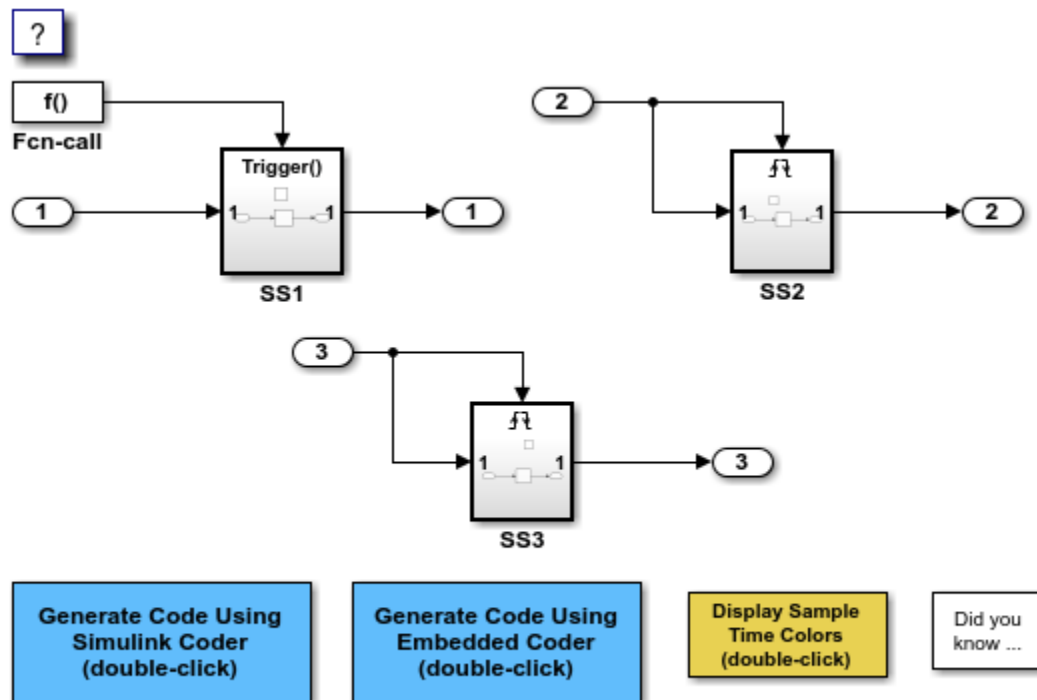 ?
f()
Fcn-call
Trigger()
1
1
1
1
SS1
2
1
1
2
SS2
3
1
1
3
SS3
Generate Code Using
Simulink Coder
(double-click)
Generate Code Using
Embedded Coder
(double-click)
Display Sample
Time Colors
(double-click)
Did you
know ...